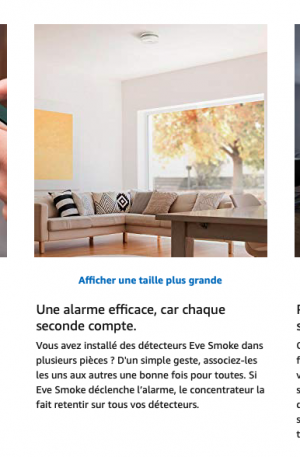 Afficher une taille plus grande
Une alarme efficace, car chaque
seconde compte.
Vous avez installé des détecteurs Eve Smoke dans
plusieurs pièces ? D'un simple geste, associez-les
les uns aux autres une bonne fois pour toutes. Si
Eve Smoke déclenche l'alarme, le concentrateur la
fait retentir sur tous vos détecteurs.